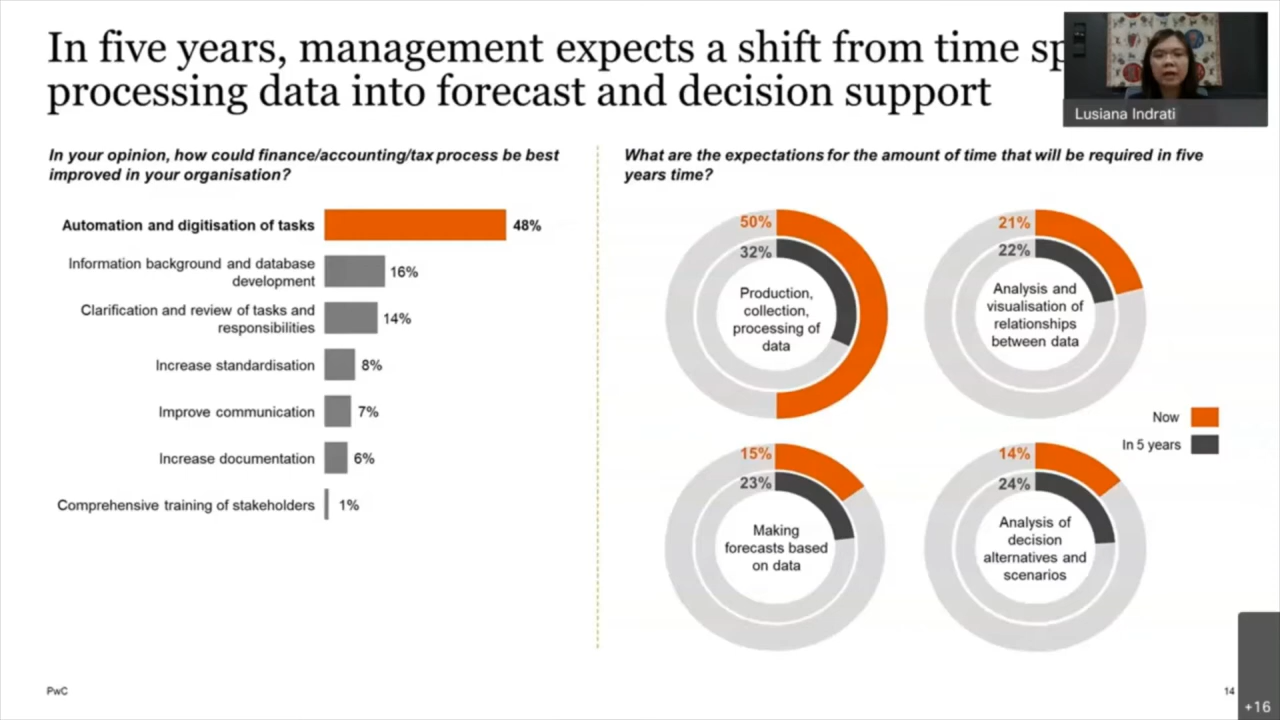 In five years, management expects a shift from time
processing data into forecast and decision support
Lusiana Indrati
In your opinion, how could finance/accounting/tax process be best
improved in your organisation?
Automation and digitisation of tasks
48%
Information background and database
development
16%
Clarification and review of tasks and
responsibilities
14%
Increase standardisation
8%
Improve communication
7%
Increase documentation
6%
Comprehensive training of stakeholders
1%
What are the expectations for the amount of time that will be required in five
years time?
50%
32%
Production,
collection,
processing of
data
21%
22%
Analysis and
visualisation of
relationships
between data
Now
In 5 years
15%
23%
Making
forecasts based
on data
14%
24%
Analysis of
decision
alternatives and
scenarios
PwC
14
+16